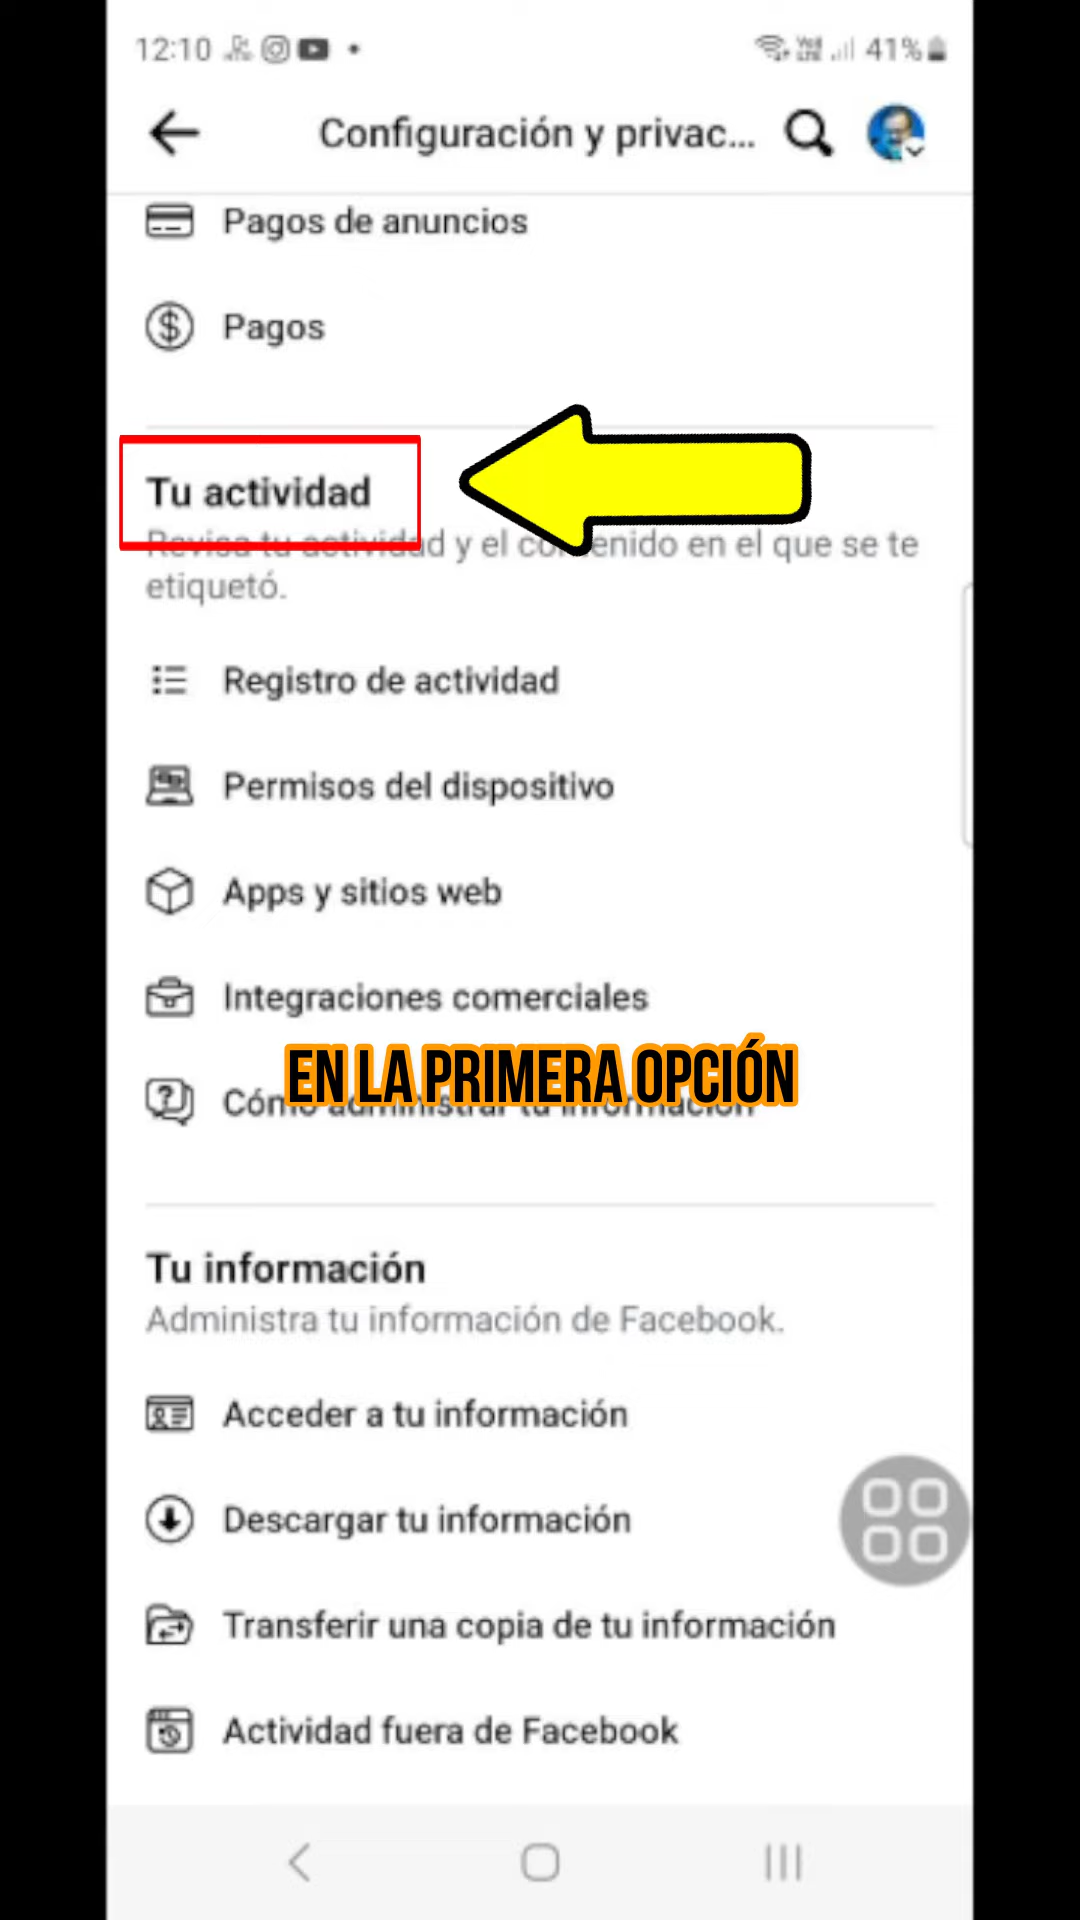 12:10
41%
Configuración y privac...
Pagos de anuncios
Pagos
Tu actividad
Revisa tu actividad y el contenido en el que se te
etiquetó.
Registro de actividad
Permisos del dispositivo
Apps y sitios web
Integraciones comerciales
EN LA PRIMERA OPCIÓN
Cómo administrar tu información
Tu información
Administra tu información de Facebook.
Acceder a tu información
Descargar tu información
Transferir una copia de tu información
Actividad fuera de Facebook